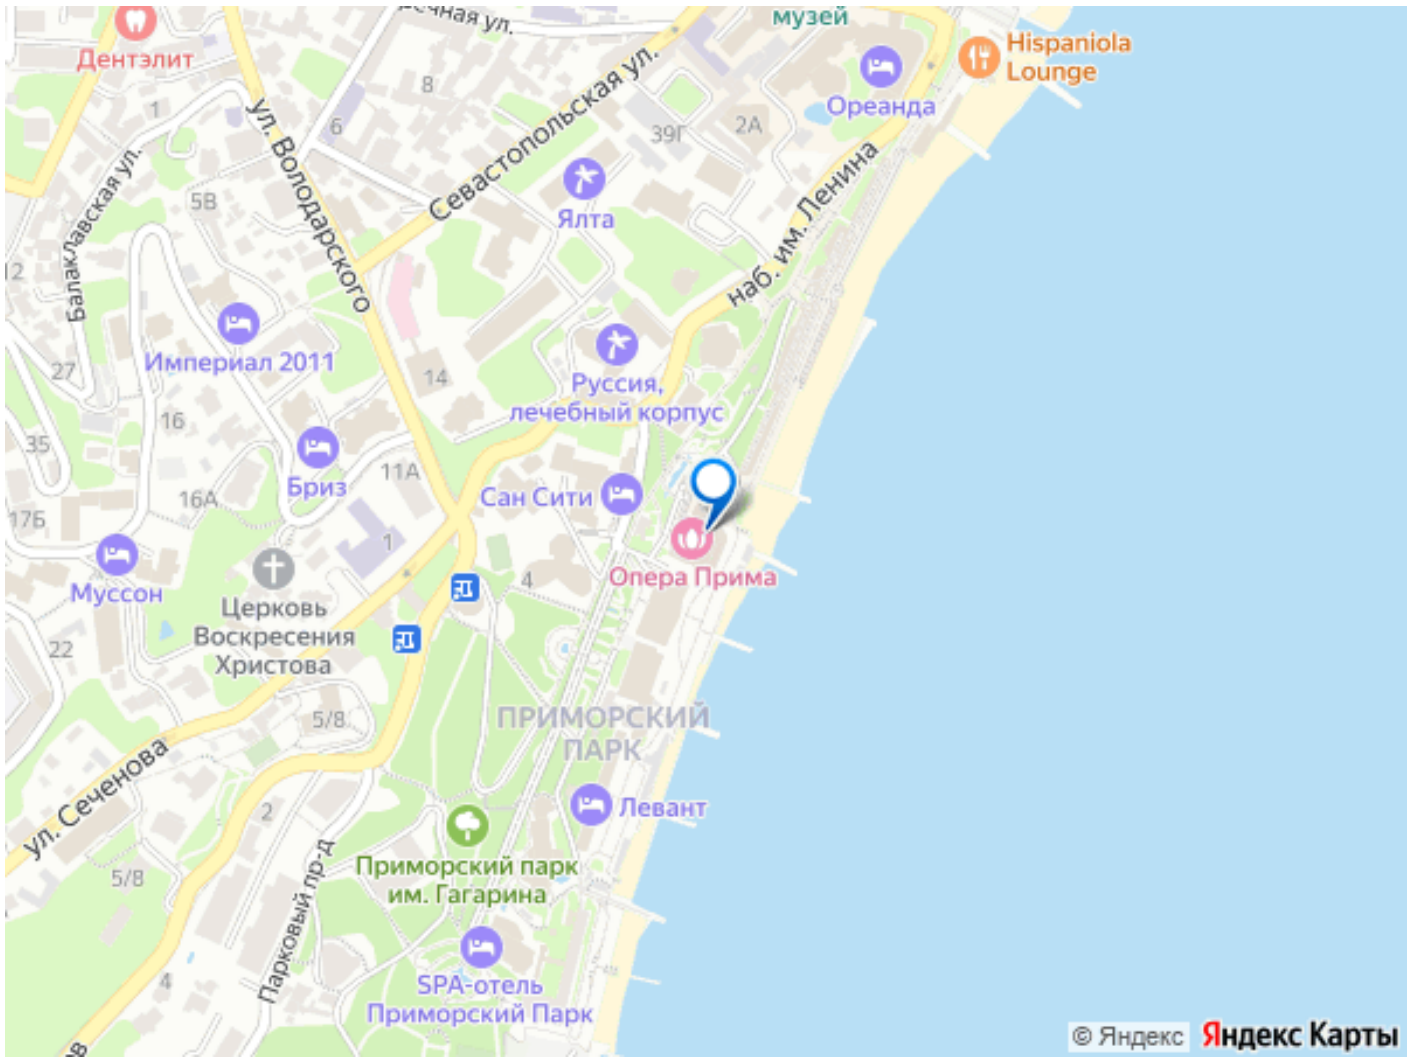 музей
ечная ул.
Hispaniola
Lounge
Дентэлит
8
Ореанда
1
ул. Володарского
6
Севастопольская ул.
39Г
2А
Балаклавская ул.
5В
Ялта
наб. им. Ленина
12
Империал 2011
27
14
Руссия,
лечебный корпус
16
35
11А
Бриз
16А
Сан Сити
17Б
1
Муссон
4
Опера Прима
Церковь
Воскресения
Христова
22
5/8
ПРИМОРСКИЙ
ПАРК
ул. Сеченова
2
Левант
Приморский парк
им. Гагарина
5/8
Парковый пр-д
4
SPA-отель
Приморский Парк
ов
© Яндекс Яндекс Карты